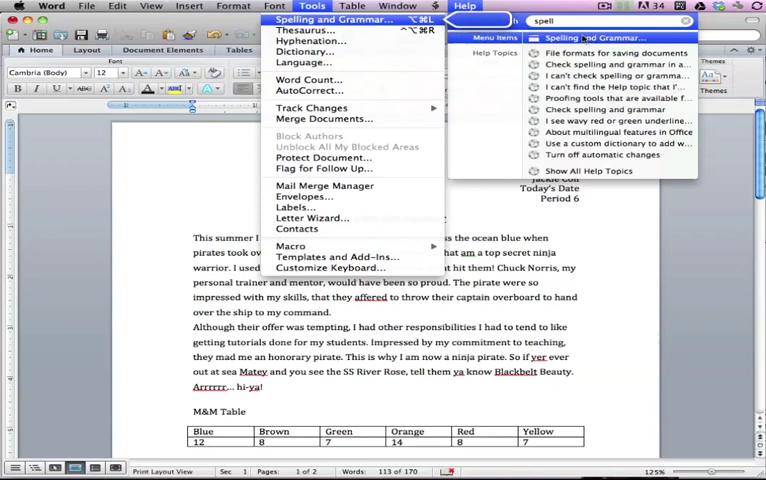 Word File Edit View Insert Format Font Tools Table Window Help 34
spell
Home Document Elements
Font
Cambria (Body) 12
Spelling and Grammar... ⌥⌘L
Thesaurus... ^⌥⌘R
Hyphenation...
Dictionary...
Language...
Word Count...
AutoCorrect...
Track Changes
Merge Documents...
Block Authors
Unblock All My Blocked Areas
Protect Document...
Flag for Follow Up...
Mail Merge Manager
Envelopes...
Labels...
Letter Wizard...
Contacts
Macro
Templates and Add-Ins...
Customize Keyboard...
Menu Items Spelling and Grammar...
Help Topics File formats for saving documents
Check spelling and grammar in a...
I can't check spelling or gramma...
I can't find the Help topic that I'...
Proofing tools that are available f...
Check spelling and grammar
I see wavy red or green underline...
About multilingual features in Office
Use a custom dictionary to add w...
Turn off automatic changes
Show All Help Topics
Themes
Jackie
Today's Date
Period 6
This summer I s the ocean blue when
pirates took ov that am a top secret ninja
warrior. I used at hit them! Chuck Norris, my
personal trainer and mentor, would have been so proud. The pirate were so
impressed with my skills, that they affered to throw their captain overboard to hand
over the ship to my command.
Although their offer was tempting, I had other responsibilities I had to tend to like
getting tutorials done for my students. Impressed by my commitment to teaching,
they mad me an honorary pirate. This is why I am now a ninja pirate. So if yer ever
out at sea Matey and you see the SS River Rose, tell them ya know Blackbelt Beauty.
Arrrrrr... hi-ya!
M&M Table
Blue Brown Green Orange Red Yellow
12 8 7 14 8 7
Print Layout View Sec 1 Pages: 1 of 2 Words: 113 of 170 125%